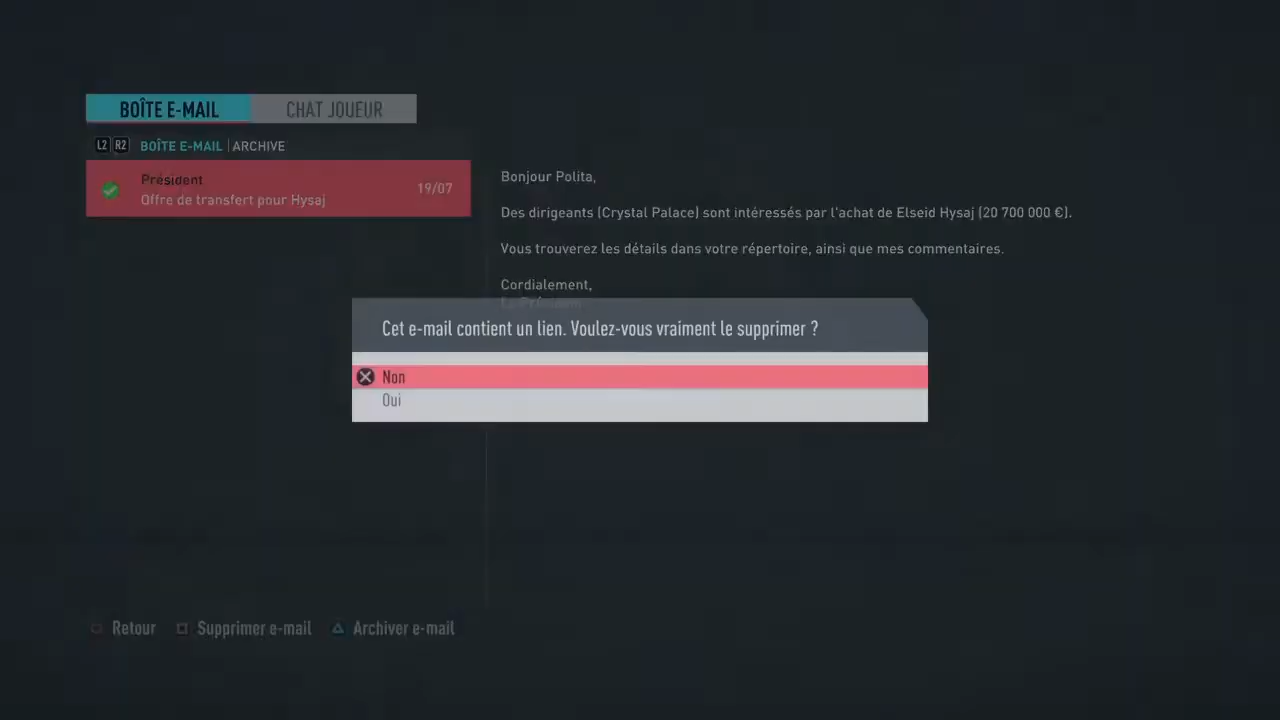 BOÎTE E-MAIL CHAT JOUEUR
L2 R2 BOÎTE E-MAIL | ARCHIVE
Président
Offre de transfert pour Hysaj
19/07
Bonjour Polita,
Des dirigeants (Crystal Palace) sont intéressés par l'achat de Elseid Hysaj (20 700 000 €).
Vous trouverez les détails dans votre répertoire, ainsi que mes commentaires.
Cordialement,
Le Président
Cet e-mail contient un lien. Voulez-vous vraiment le supprimer ?
Non
Oui
Retour Supprimer e-mail Archiver e-mail